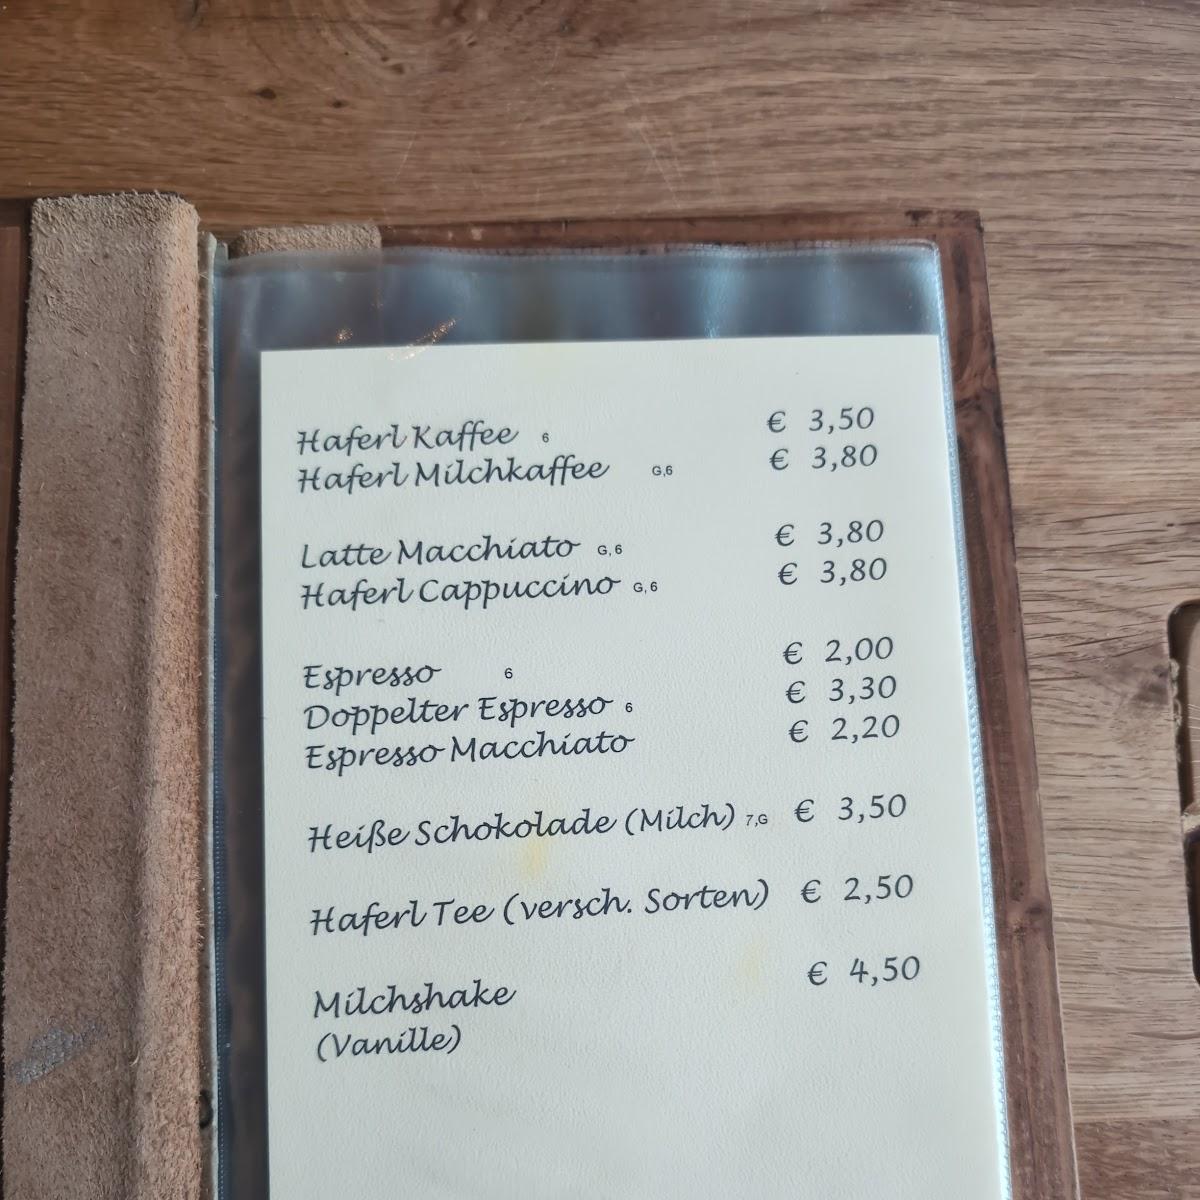 Haferl Kaffee 6 € 3,50
Haferl Milchkaffee G,6 € 3,80
Latte Macchiato G,6 € 3,80
Haferl Cappuccino G,6 € 3,80
Espresso 6 € 2,00
Doppelter Espresso 6 € 3,30
Espresso Macchiato € 2,20
Heiße Schokolade (Milch) 7,G € 3,50
Haferl Tee (versch. Sorten) € 2,50
Milchshake € 4,50
(Vanille)